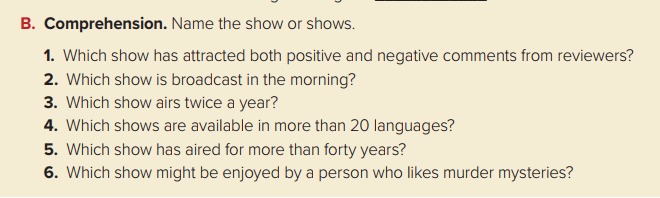 B. Comprehension. Name the show or shows.
1. Which show has attracted both positive and negative comments from reviewers?
2. Which show is broadcast in the morning?
3. Which show airs twice a year?
4. Which shows are available in more than 20 languages?
5. Which show has aired for more than forty years?
6. Which show might be enjoyed by a person who likes murder mysteries?